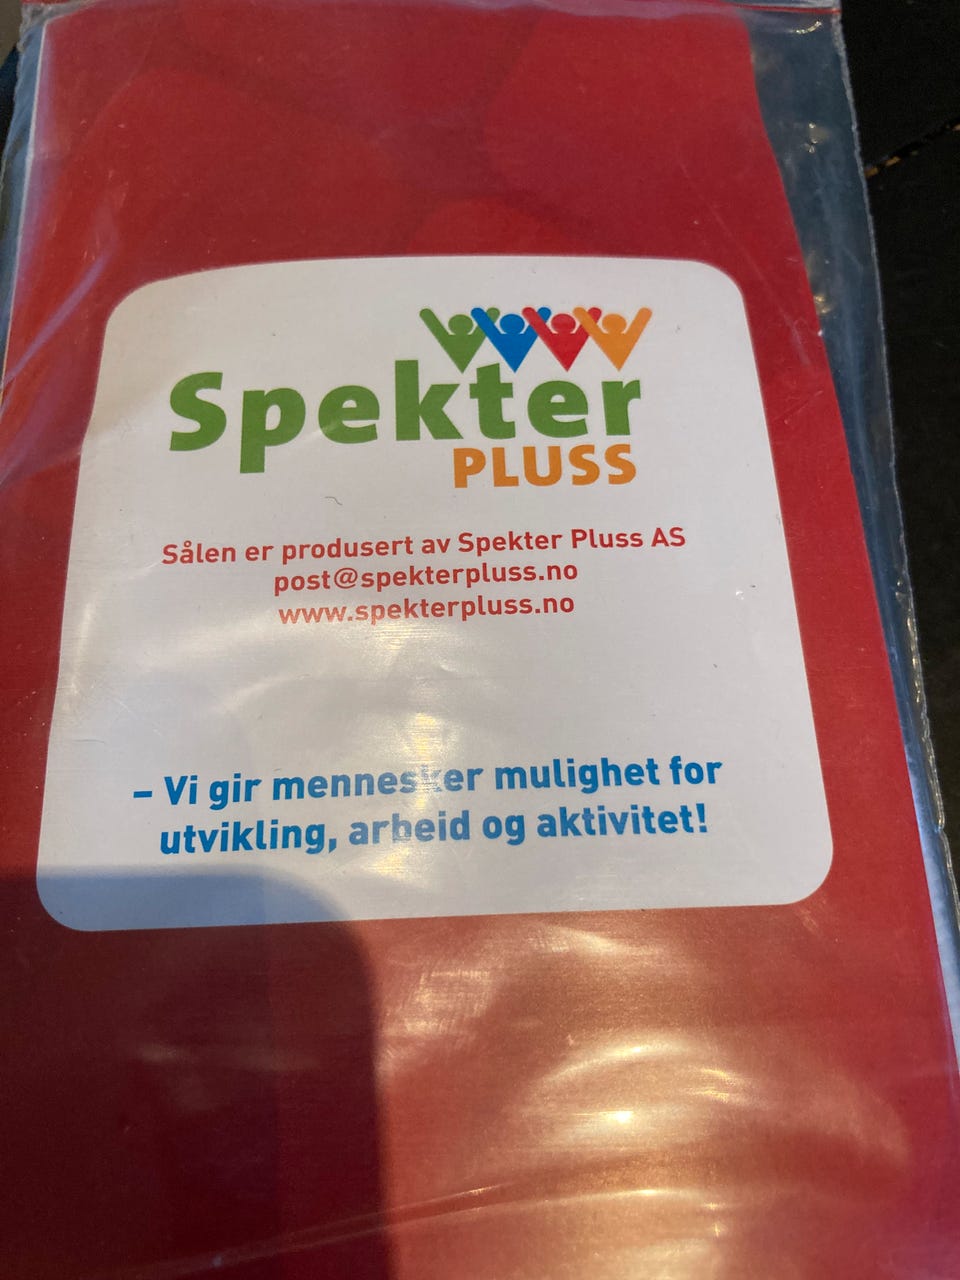 Spekter
PLUSS
Sålen er produsert av Spekter Pluss AS
post@spekterpluss.no
www.spekterpluss.no
– Vi gir mennesker mulighet for
utvikling, arbeid og aktivitet!